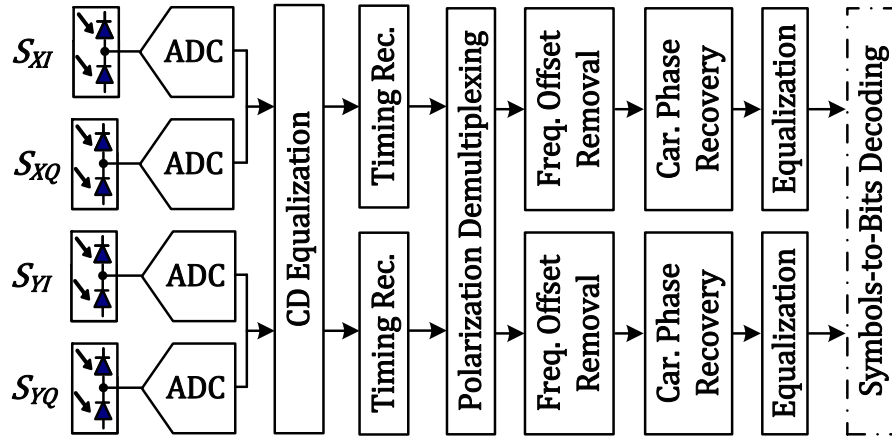 S_XI
ADC
S_XQ
ADC
S_YI
ADC
S_YQ
ADC
CD Equalization
Timing Rec.
Timing Rec.
Polarization Demultiplexing
Freq. Offset
Removal
Freq. Offset
Removal
Car. Phase
Recovery
Car. Phase
Recovery
Equalization
Equalization
Symbols-to-Bits Decoding